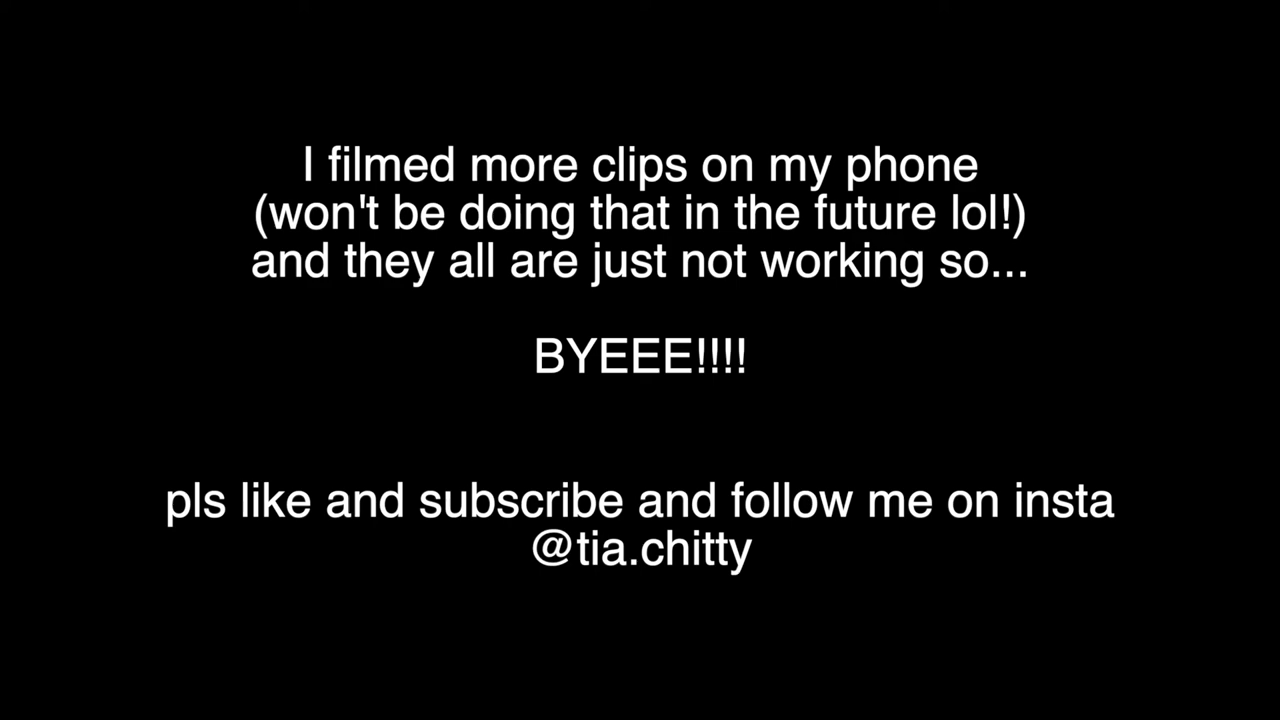 I filmed more clips on my phone
(won't be doing that in the future lol!)
and they all are just not working so...
BYEEE!!!!
pls like and subscribe and follow me on insta
@tia.chitty